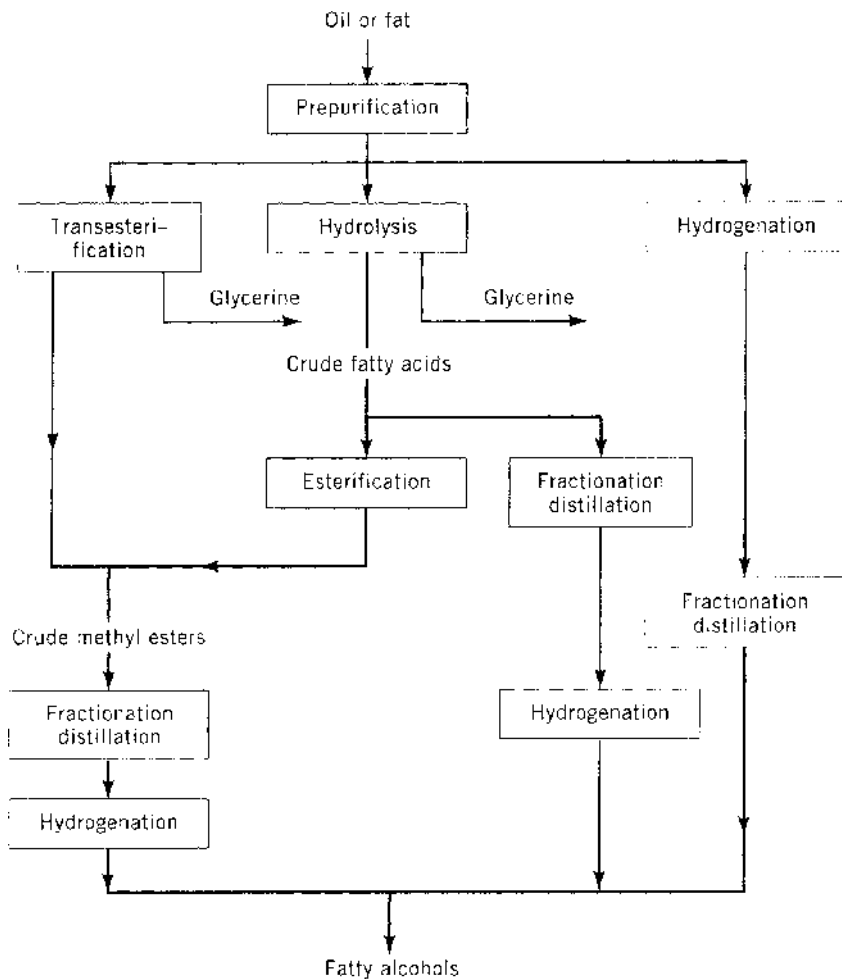 Oil or fat
Prepurification
Transesteri-
fication
Hydrolysis
Hydrogenation
Glycerine
Glycerine
Crude fatty acids
Esterification
Fractionation
distillation
Fractionation
distillation
Crude methyl esters
Fractionation
distillation
Hydrogenation
Hydrogenation
Fatty alcohols